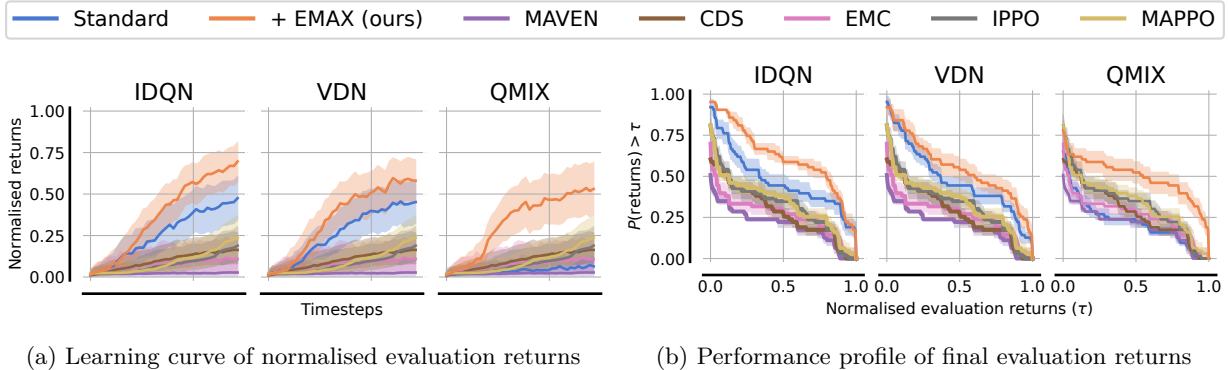 Standard + EMAX (ours) MAVEN CDS EMC IPPO MAPPO
IDQN VDN QMIX
Normalised returns
1.00
0.75
0.50
0.25
0.00
Timesteps
(a) Learning curve of normalised evaluation returns
IDQN VDN QMIX
P(returns) > τ
1.00
0.75
0.50
0.25
0.00
0.0 0.5 1.0 0.0 0.5 1.0 0.0 0.5 1.0
Normalised evaluation returns (τ)
(b) Performance profile of final evaluation returns